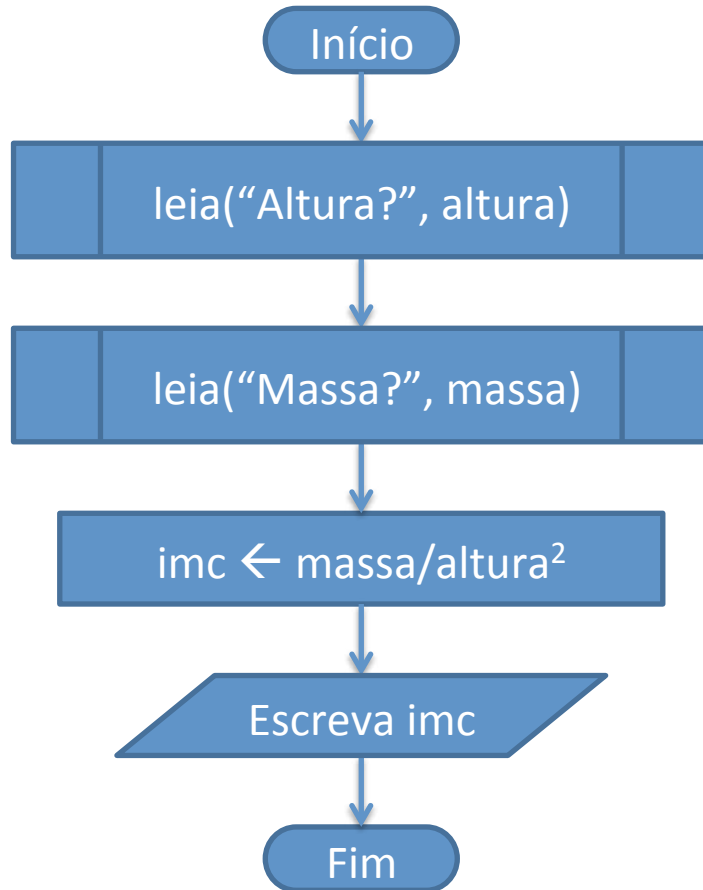 Início
leia(“Altura?”, altura)
leia(“Massa?”, massa)
imc ← massa/altura²
Escreva imc
Fim